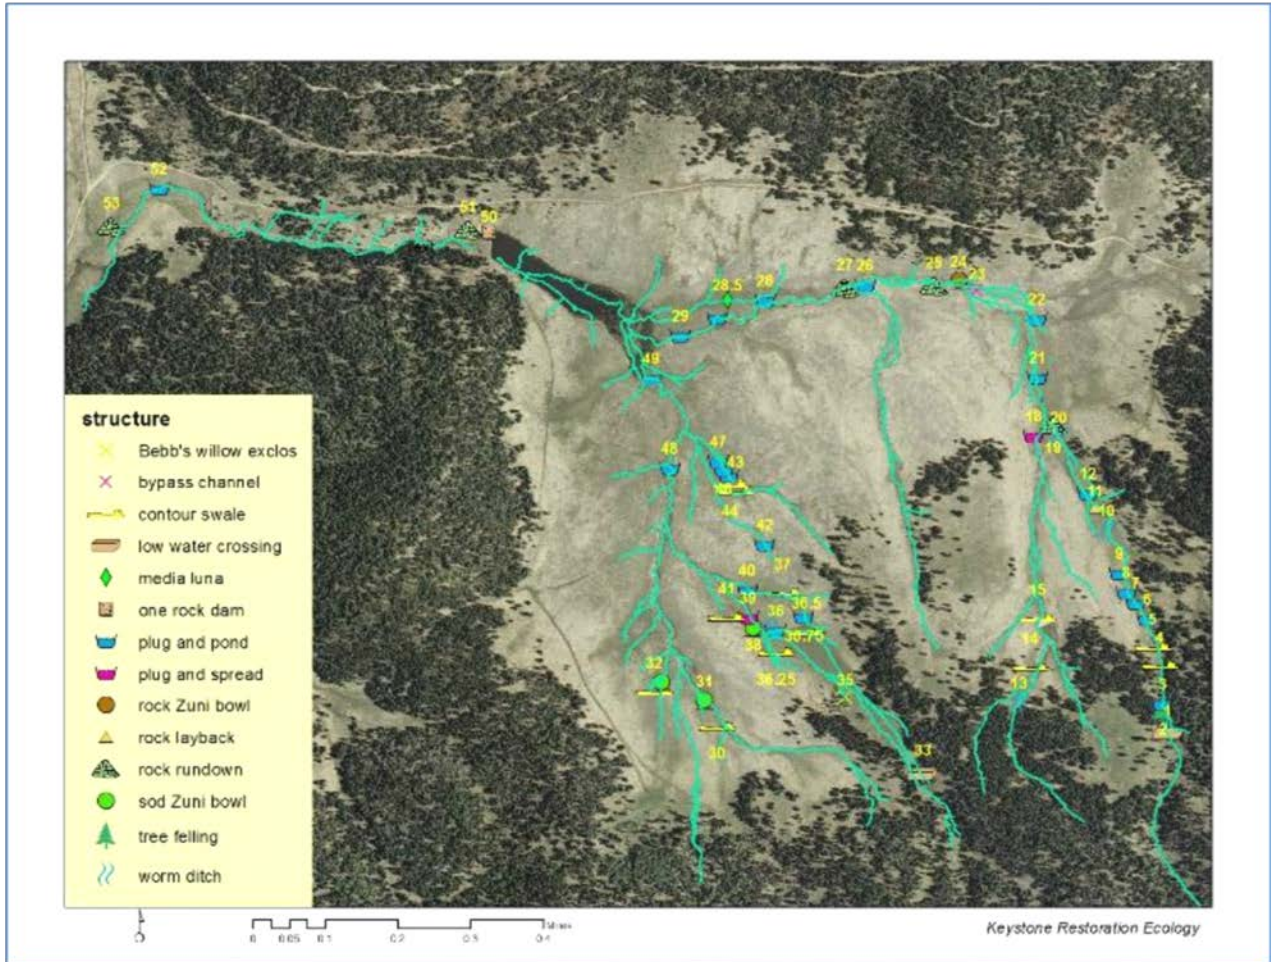 52
53
51
50
27 26
25 24
23
28.5 28
22
29
21
49
18 20
19
48
47
43
12
11
10
44
42
37
9
8
7
6
5
40
41
39
36 36.5
38
36.75
36.25
35
15
14
13
4
3
1
2
32
31
30
33
structure
Bebb's willow exclos
bypass channel
contour swale
low water crossing
media luna
one rock dam
plug and pond
plug and spread
rock Zuni bowl
rock layback
rock rundown
sod Zuni bowl
tree felling
worm ditch
0 0.05 0.1 0.2 0.3 0.4 Miles
Keystone Restoration Ecology